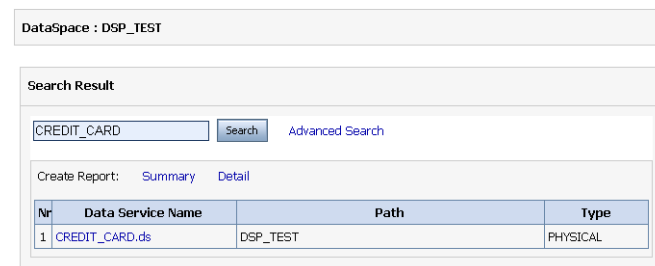 DataSpace : DSP_TEST
Search Result
CREDIT_CARD Search Advanced Search
Create Report: Summary Detail
Nr Data Service Name Path Type
1 CREDIT_CARD.ds DSP_TEST PHYSICAL